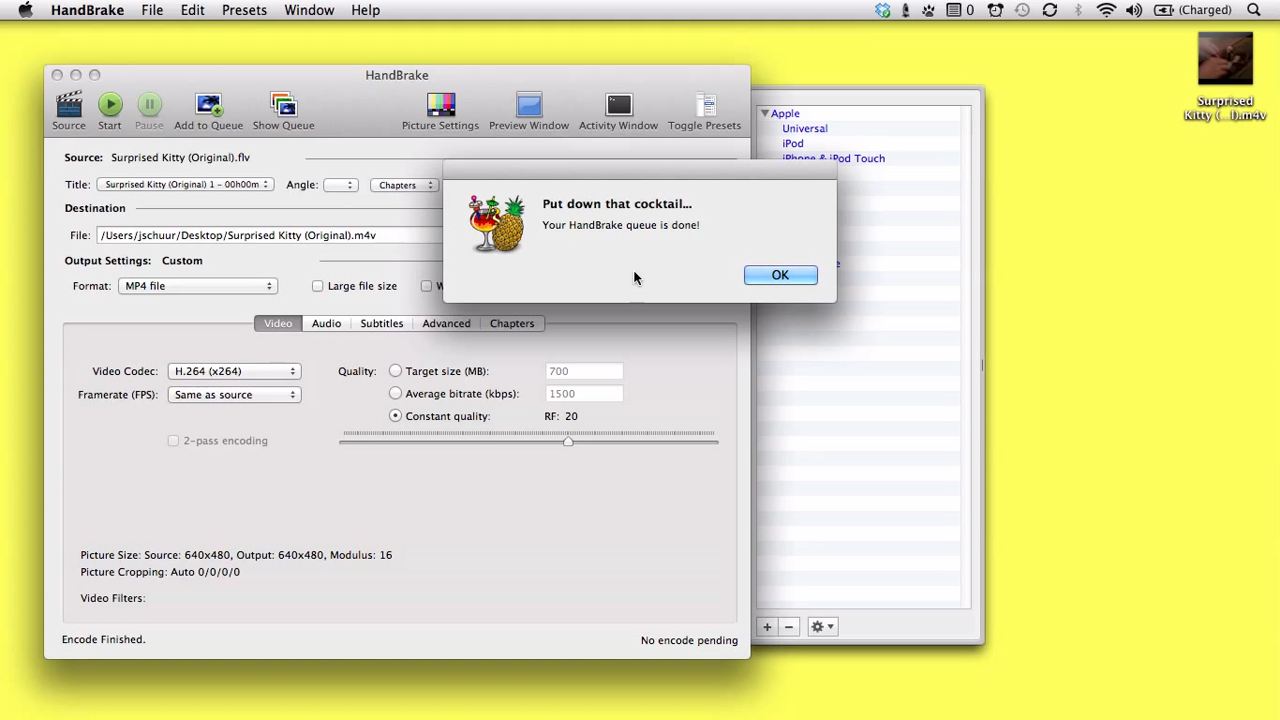 HandBrake File Edit Presets Window Help 0 (Charged)
HandBrake
Source Start Pause Add to Queue Show Queue Picture Settings Preview Window Activity Window Toggle Presets
Source: Surprised Kitty (Original).flv
Title: Surprised Kitty (Original) 1 - 00h00m Angle: Chapters
Destination
File: /Users/jschuur/Desktop/Surprised Kitty (Original).m4v
Output Settings: Custom
Format: MP4 file Large file size
Put down that cocktail...
Your HandBrake queue is done!
OK
Video Audio Subtitles Advanced Chapters
Video Codec: H.264 (x264)
Framerate (FPS): Same as source
2-pass encoding
Quality: Target size (MB): 700
Average bitrate (kbps): 1500
Constant quality: RF: 20
Picture Size: Source: 640x480, Output: 640x480, Modulus: 16
Picture Cropping: Auto 0/0/0/0
Video Filters:
Encode Finished. No encode pending
Apple
Universal
iPod
iPhone & iPod Touch
Surprised
Kitty (...l).m4v